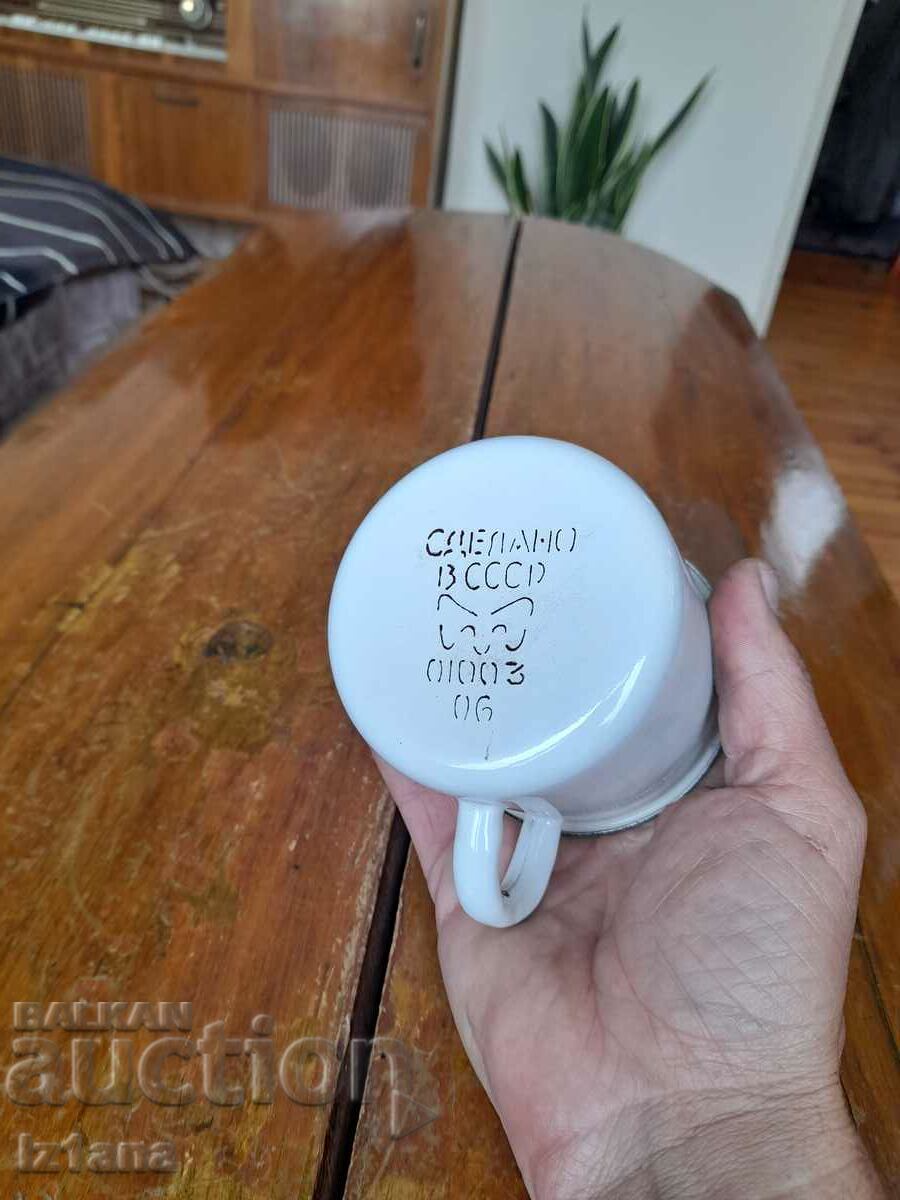 СДЕЛАНО
В СССР
01003
06
BALKAN
auction
iz1ana